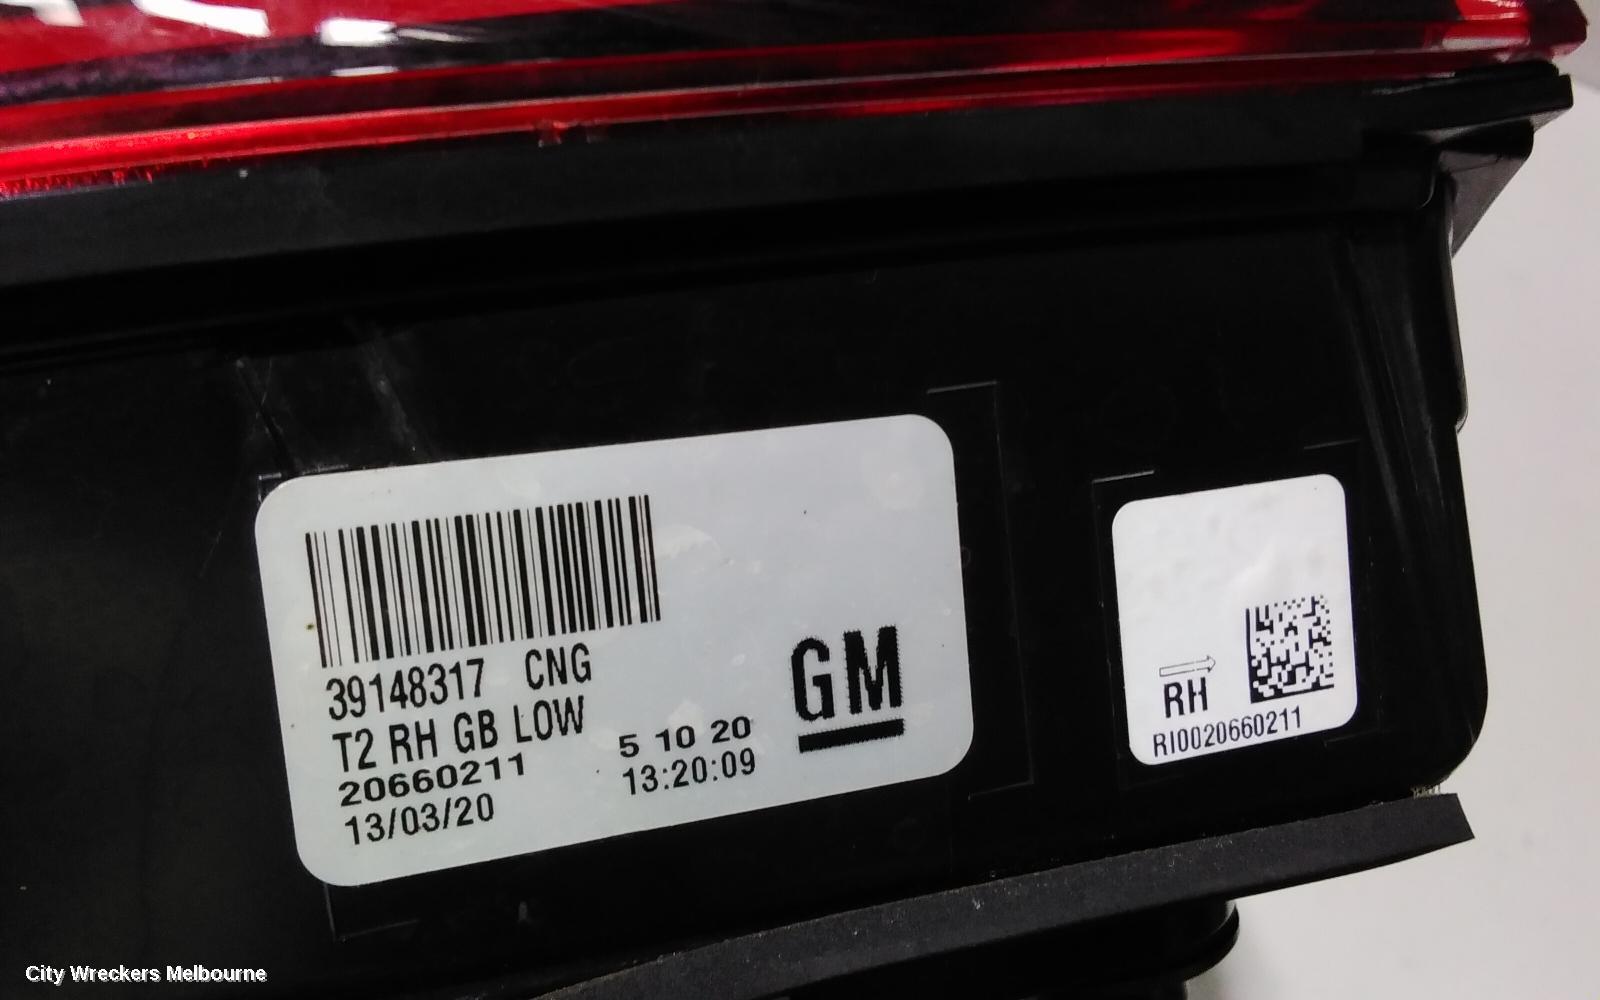 39148317 CNG
T2 RH GB LOW
20660211
13/03/20
5 10 20
13:20:09
GM
RH
RI0020660211
City Wreckers Melbourne